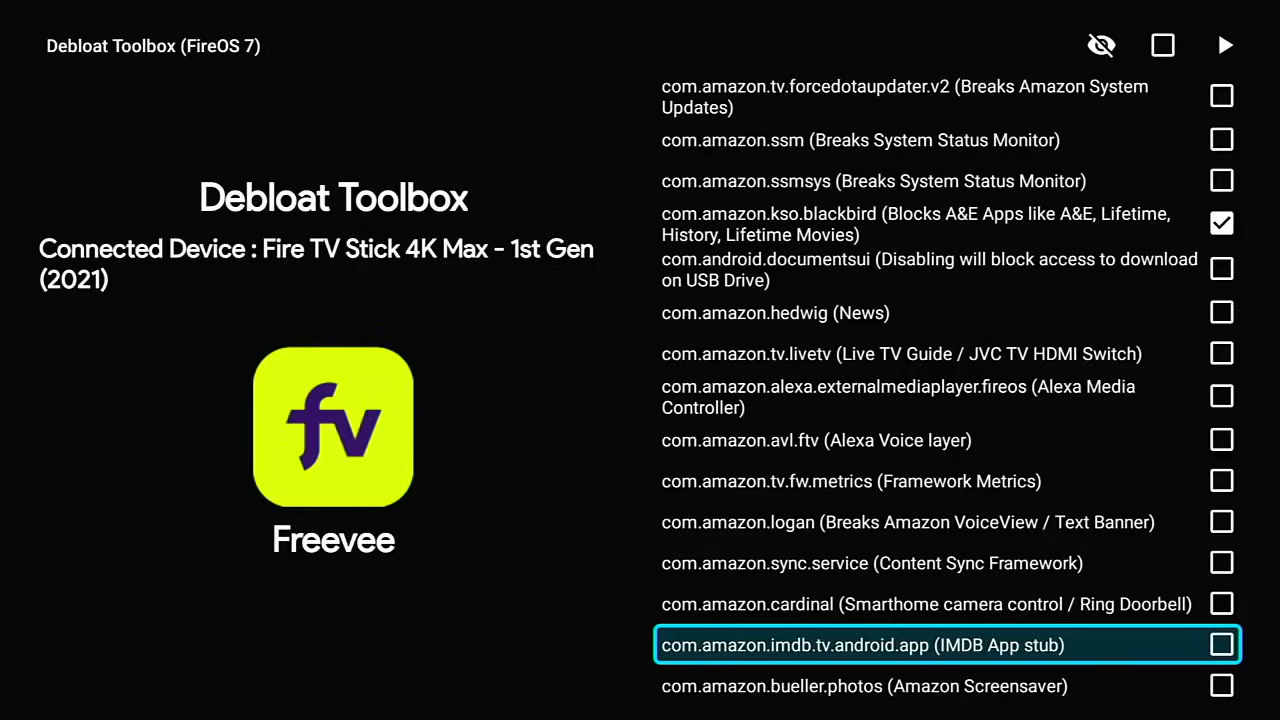 Debloat Toolbox (FireOS 7)
Debloat Toolbox
Connected Device : Fire TV Stick 4K Max - 1st Gen
(2021)
fv
Freevee
com.amazon.tv.forcedotaupdater.v2 (Breaks Amazon System
Updates)
com.amazon.ssm (Breaks System Status Monitor)
com.amazon.ssmsys (Breaks System Status Monitor)
com.amazon.kso.blackbird (Blocks A&E Apps like A&E, Lifetime,
History, Lifetime Movies)
com.android.documentsui (Disabling will block access to download
on USB Drive)
com.amazon.hedwig (News)
com.amazon.tv.livetv (Live TV Guide / JVC TV HDMI Switch)
com.amazon.alexa.externalmediaplayer.fireos (Alexa Media
Controller)
com.amazon.avl.ftv (Alexa Voice layer)
com.amazon.tv.fw.metrics (Framework Metrics)
com.amazon.logan (Breaks Amazon VoiceView / Text Banner)
com.amazon.sync.service (Content Sync Framework)
com.amazon.cardinal (Smarthome camera control / Ring Doorbell)
com.amazon.imdb.tv.android.app (IMDB App stub)
com.amazon.bueller.photos (Amazon Screensaver)